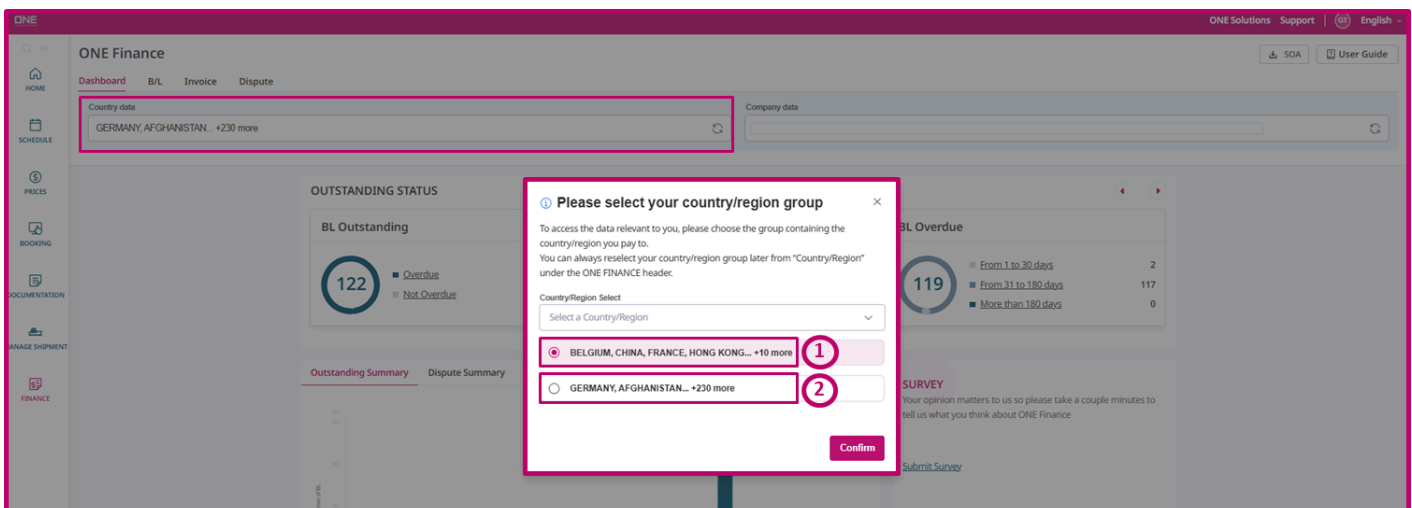 ONE
ONE Solutions Support GT English
ONE Finance
SOA User Guide
Dashboard B/L Invoice Dispute
HOME
Country data
Company data
GERMANY, AFGHANISTAN... +230 more
SCHEDULE
PRICES
BOOKING
DOCUMENTATION
MANAGE SHIPMENT
FINANCE
OUTSTANDING STATUS
BL Outstanding
122
Overdue
Not Overdue
Please select your country/region group
To access the data relevant to you, please choose the group containing the
country/region you pay to.
You can always reselect your country/region group later from "Country/Region"
under the ONE FINANCE header.
Country/Region Select
Select a Country/Region
BELGIUM, CHINA, FRANCE, HONG KONG... +10 more 1
GERMANY, AFGHANISTAN... +230 more 2
Confirm
BL Overdue
119
From 1 to 30 days 2
From 31 to 180 days 117
More than 180 days 0
Outstanding Summary Dispute Summary
SURVEY
Your opinion matters to us so please take a couple minutes to
tell us what you think about ONE Finance
Submit Survey